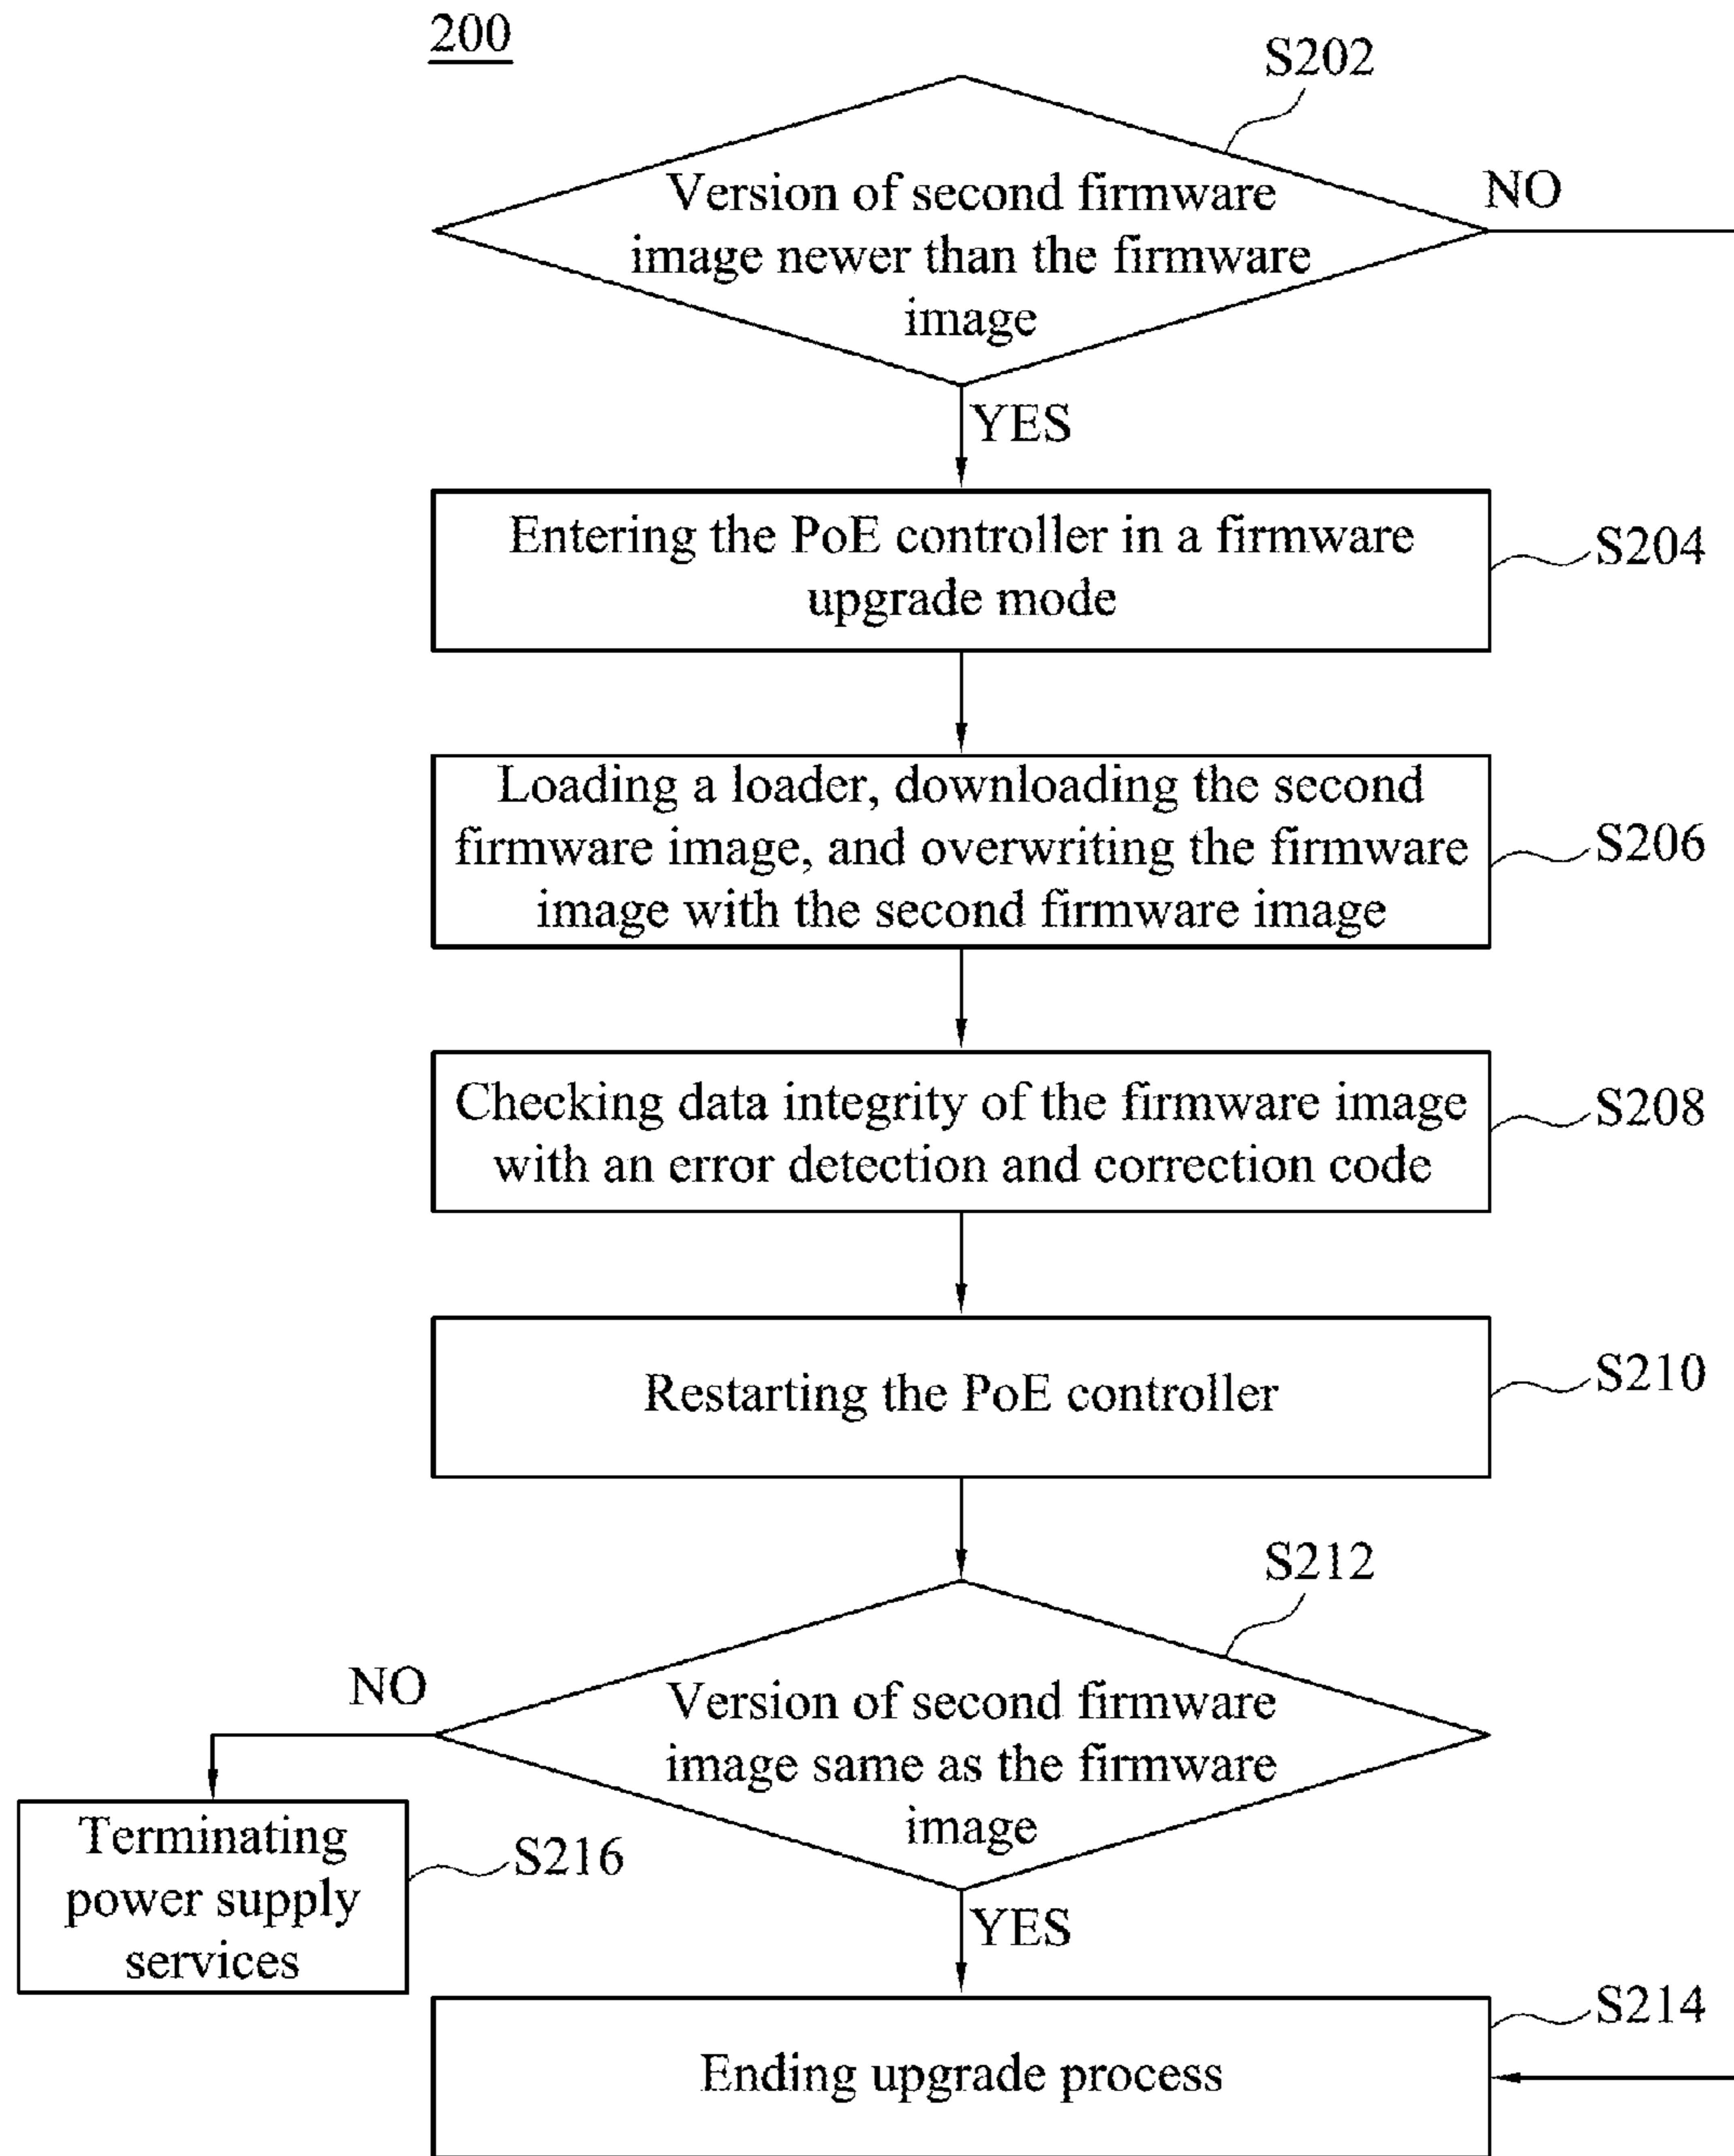 200
S202
Version of second firmware
image newer than the firmware
image
NO
YES
Entering the PoE controller in a firmware
upgrade mode
S204
Loading a loader, downloading the second
firmware image, and overwriting the firmware
image with the second firmware image
S206
Checking data integrity of the firmware image
with an error detection and correction code
S208
Restarting the PoE controller
S210
S212
Version of second firmware
image same as the firmware
image
NO
Terminating
power supply
services
S216
YES
S214
Ending upgrade process